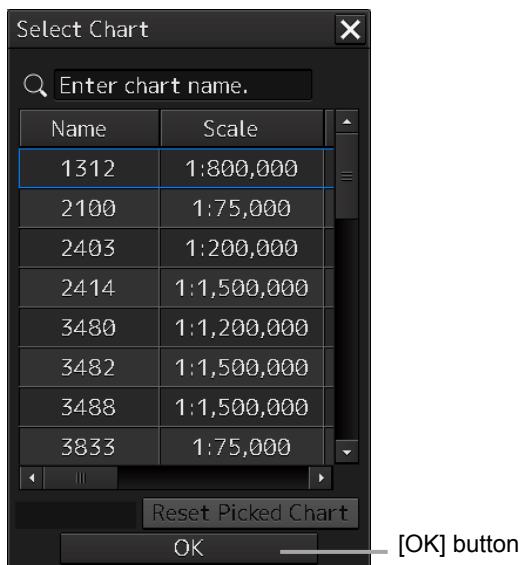 Select Chart
Enter chart name.
Name Scale
1312 1:800,000
2100 1:75,000
2403 1:200,000
2414 1:1,500,000
3480 1:1,200,000
3482 1:1,500,000
3488 1:1,500,000
3833 1:75,000
Reset Picked Chart
OK [OK] button